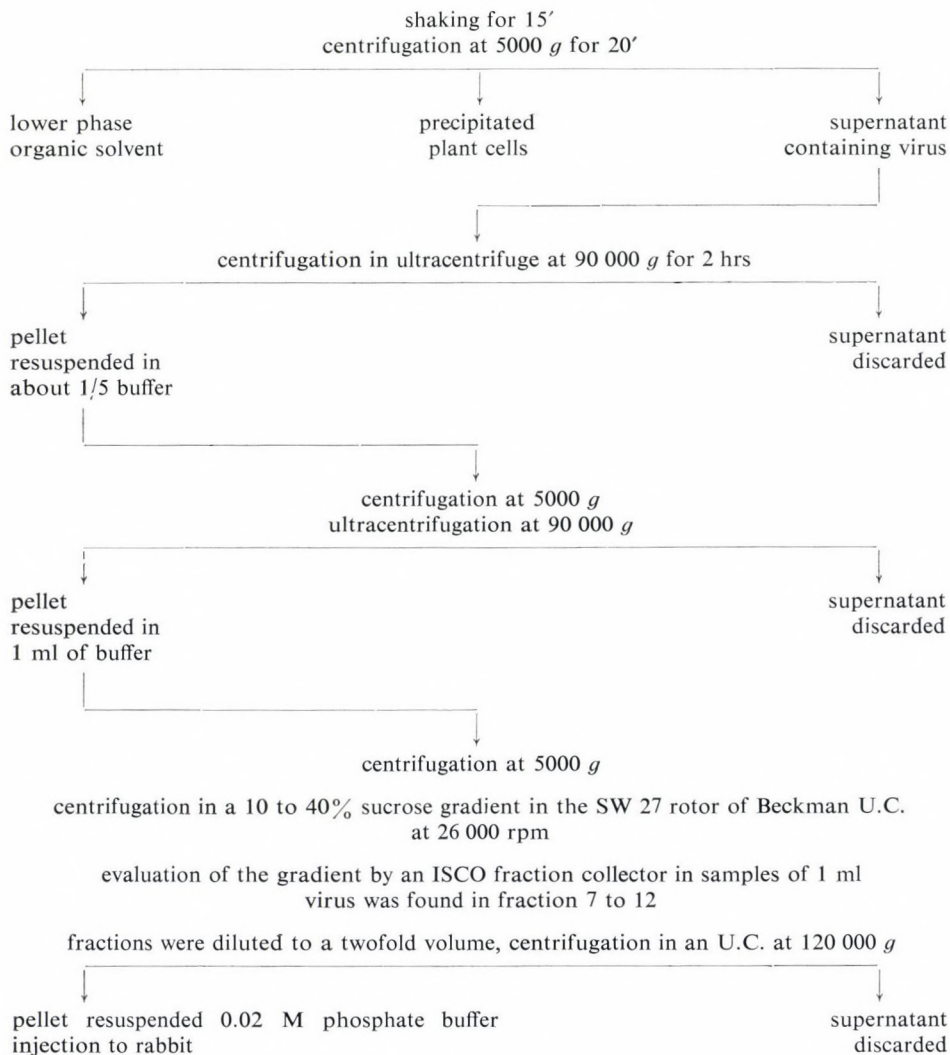 shaking for 15′
centrifugation at 5000 g for 20′
lower phase
organic solvent
precipitated
plant cells
supernatant
containing virus
centrifugation in ultracentrifuge at 90 000 g for 2 hrs
pellet
resuspended in
about 1/5 buffer
supernatant
discarded
centrifugation at 5000 g
ultracentrifugation at 90 000 g
pellet
resuspended in
1 ml of buffer
supernatant
discarded
centrifugation at 5000 g
centrifugation in a 10 to 40% sucrose gradient in the SW 27 rotor of Beckman U.C.
at 26 000 rpm
evaluation of the gradient by an ISCO fraction collector in samples of 1 ml
virus was found in fraction 7 to 12
fractions were diluted to a twofold volume, centrifugation in an U.C. at 120 000 g
pellet resuspended 0.02 M phosphate buffer
injection to rabbit
supernatant
discarded